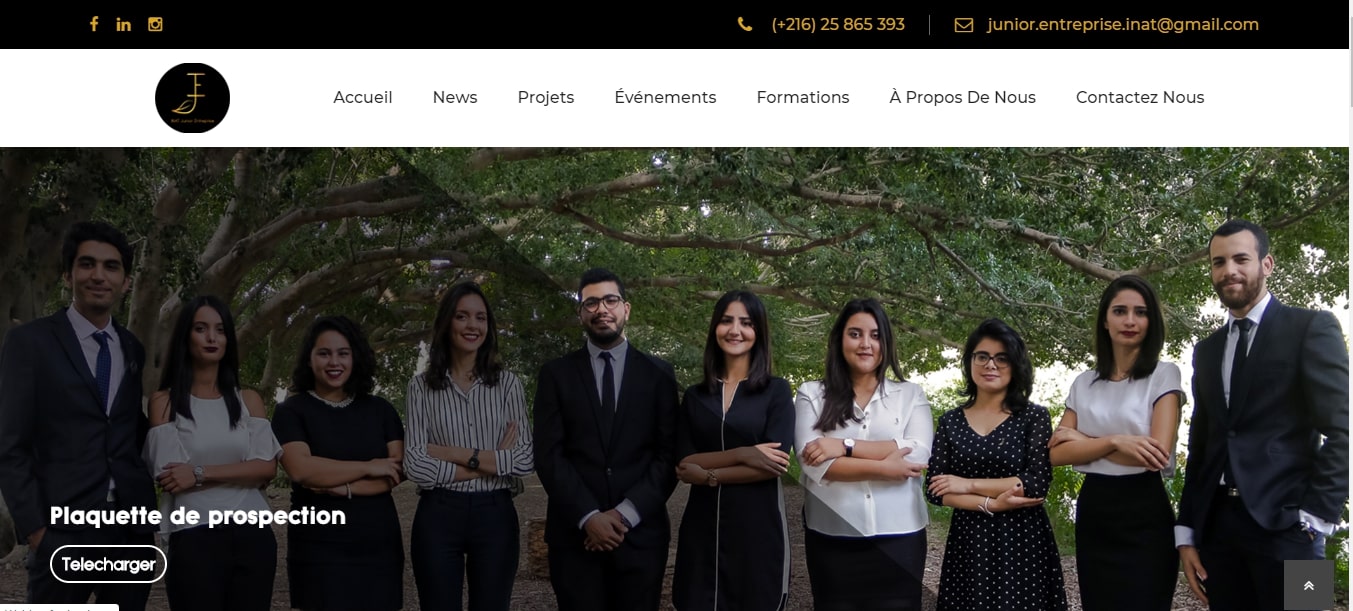 (+216) 25 865 393
junior.entreprise.inat@gmail.com
Accueil
News
Projets
Événements
Formations
À Propos De Nous
Contactez Nous
Plaquette de prospection
Telecharger